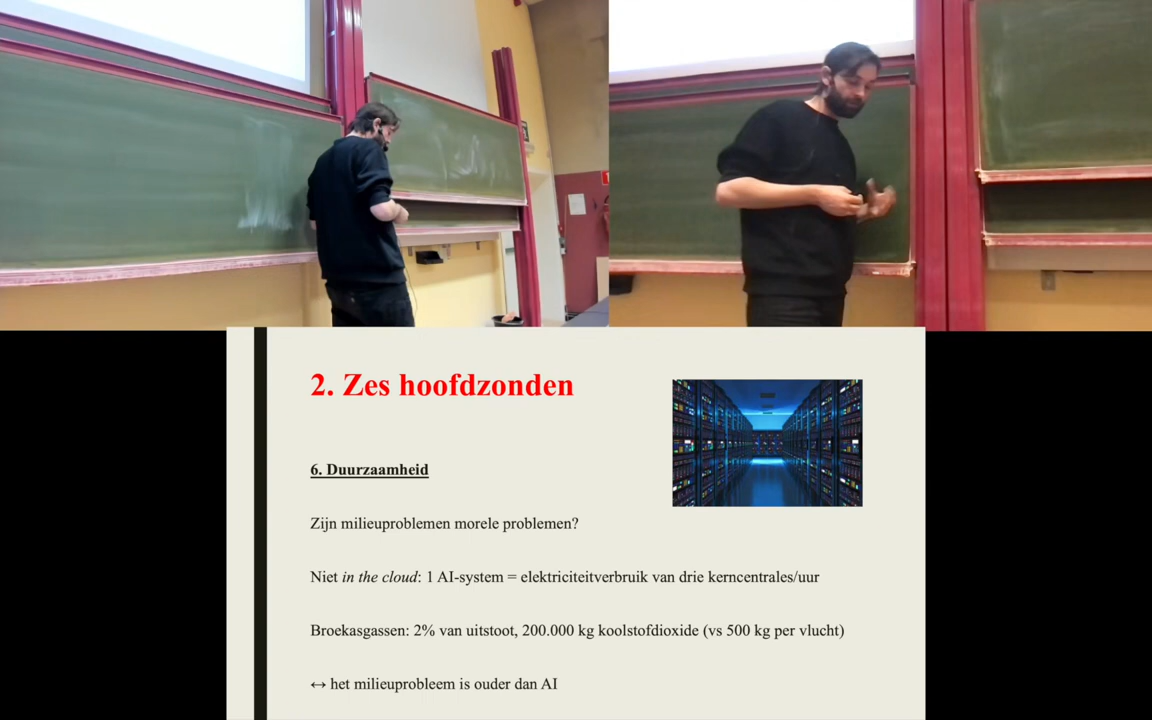 2. Zes hoofdzonden
6. Duurzaamheid
Zijn milieuproblemen morele problemen?
Niet in the cloud: 1 AI-system = elektriciteitverbruik van drie kerncentrales/uur
Broekasgassen: 2% van uitstoot, 200.000 kg koolstofdioxide (vs 500 kg per vlucht)
↔ het milieuprobleem is ouder dan AI